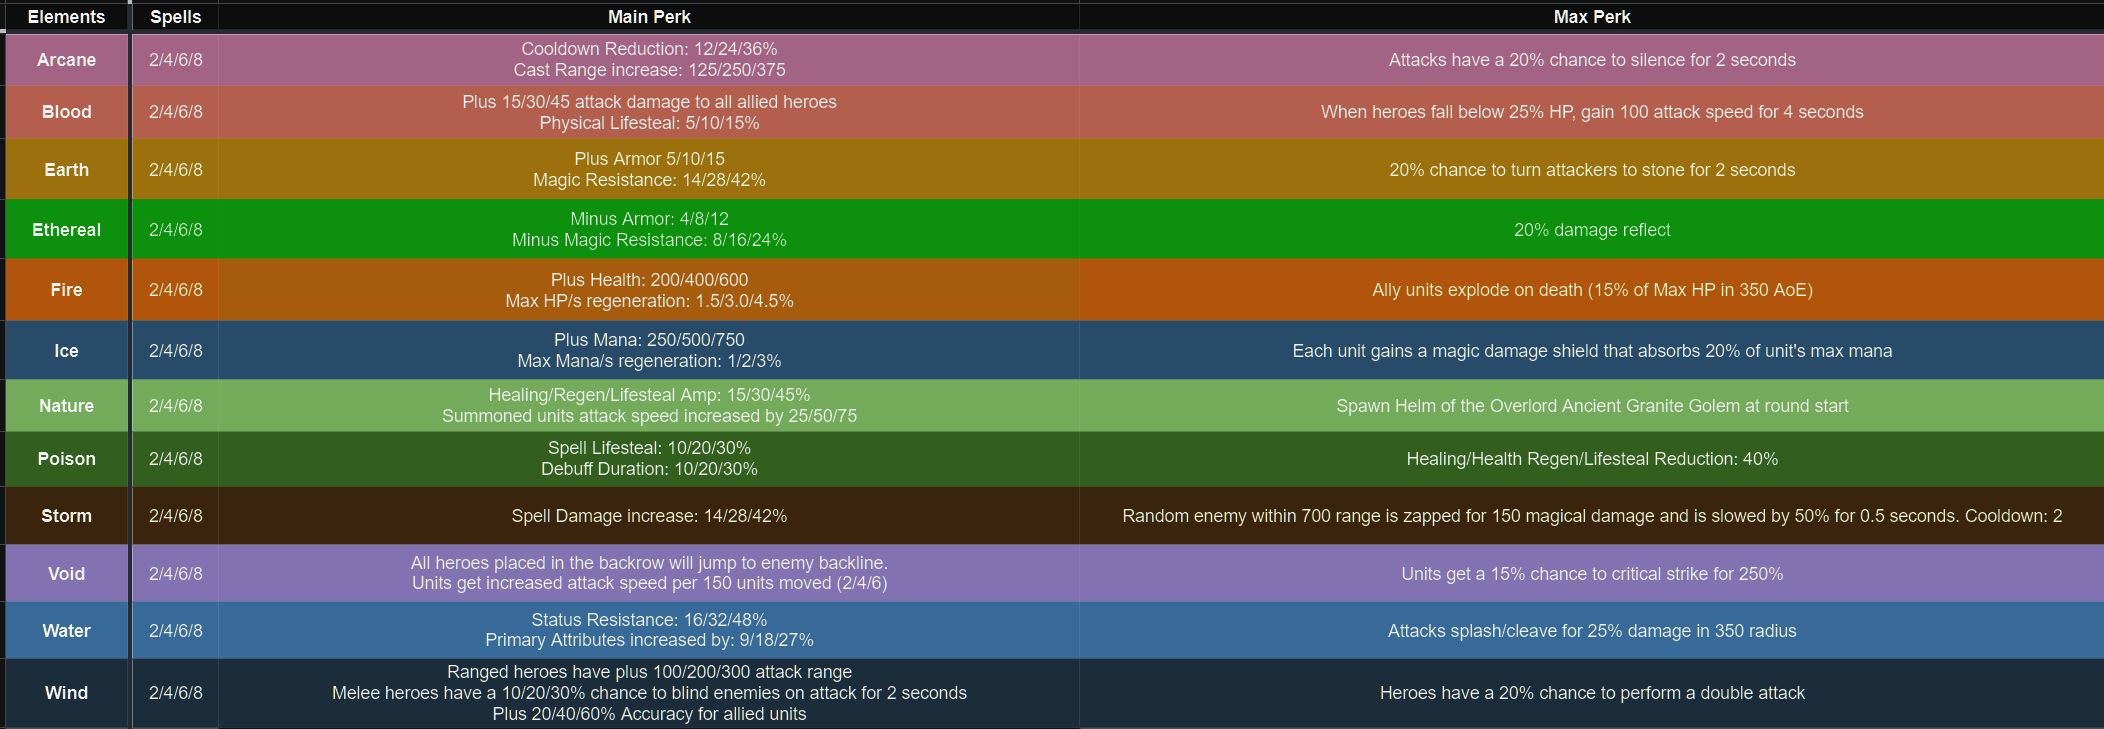 Elements Spells Main Perk Max Perk
Arcane 2/4/6/8 Cooldown Reduction: 12/24/36%
Cast Range increase: 125/250/375
Attacks have a 20% chance to silence for 2 seconds
Blood 2/4/6/8 Plus 15/30/45 attack damage to all allied heroes
Physical Lifesteal: 5/10/15%
When heroes fall below 25% HP, gain 100 attack speed for 4 seconds
Earth 2/4/6/8 Plus Armor 5/10/15
Magic Resistance: 14/28/42%
20% chance to turn attackers to stone for 2 seconds
Ethereal 2/4/6/8 Minus Armor: 4/8/12
Minus Magic Resistance: 8/16/24%
20% damage reflect
Fire 2/4/6/8 Plus Health: 200/400/600
Max HP/s regeneration: 1.5/3.0/4.5%
Ally units explode on death (15% of Max HP in 350 AoE)
Ice 2/4/6/8 Plus Mana: 250/500/750
Max Mana/s regeneration: 1/2/3%
Each unit gains a magic damage shield that absorbs 20% of unit's max mana
Nature 2/4/6/8 Healing/Regen/Lifesteal Amp: 15/30/45%
Summoned units attack speed increased by 25/50/75
Spawn Helm of the Overlord Ancient Granite Golem at round start
Poison 2/4/6/8 Spell Lifesteal: 10/20/30%
Debuff Duration: 10/20/30%
Healing/Health Regen/Lifesteal Reduction: 40%
Storm 2/4/6/8 Spell Damage increase: 14/28/42%
Random enemy within 700 range is zapped for 150 magical damage and is slowed by 50% for 0.5 seconds. Cooldown: 2
Void 2/4/6/8 All heroes placed in the backrow will jump to enemy backline.
Units get increased attack speed per 150 units moved (2/4/6)
Units get a 15% chance to critical strike for 250%
Water 2/4/6/8 Status Resistance: 16/32/48%
Primary Attributes increased by: 9/18/27%
Attacks splash/cleave for 25% damage in 350 radius
Wind 2/4/6/8 Ranged heroes have plus 100/200/300 attack range
Melee heroes have a 10/20/30% chance to blind enemies on attack for 2 seconds
Plus 20/40/60% Accuracy for allied units
Heroes have a 20% chance to perform a double attack